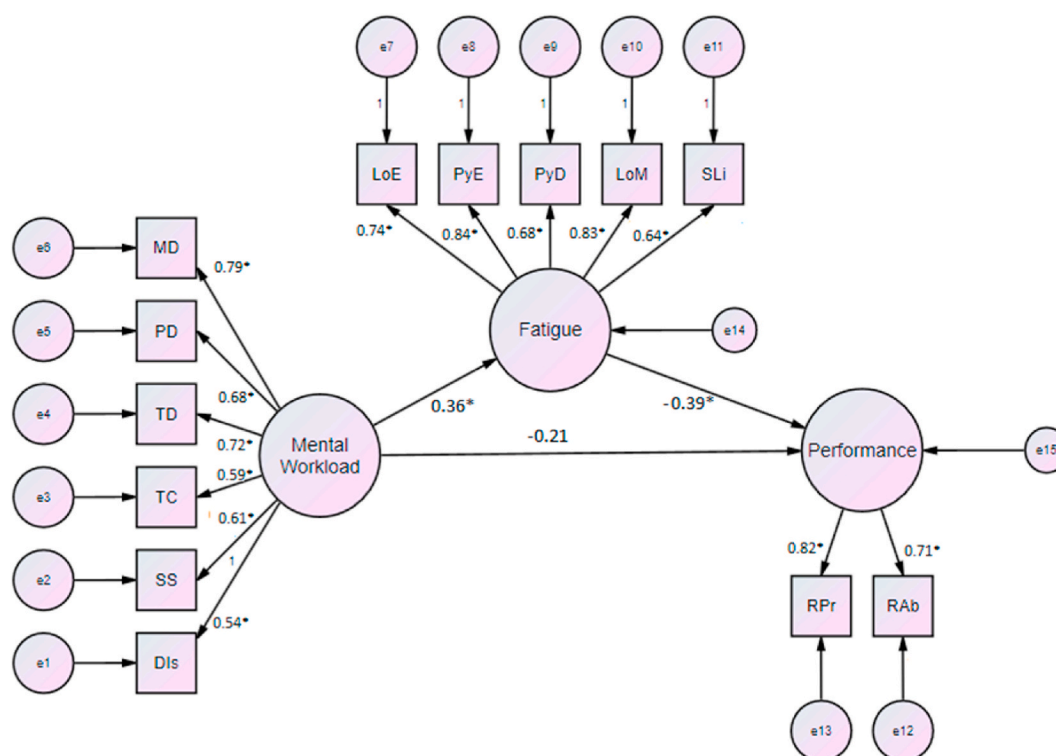 e7 e8 e9 e10 e11
1 1 1 1 1
LoE PyE PyD LoM SLi
0.74* 0.84* 0.68* 0.83* 0.64*
e6 MD
0.79*
e5 PD
Fatigue
e14
0.68*
e4 TD
0.36*
-0.39*
0.72*
Mental
Workload
-0.21
Performance
e15
0.59*
e3 TC
0.61*
1
e2 SS
0.82* 0.71*
RPr RAb
0.54*
e1 DIs
e13 e12